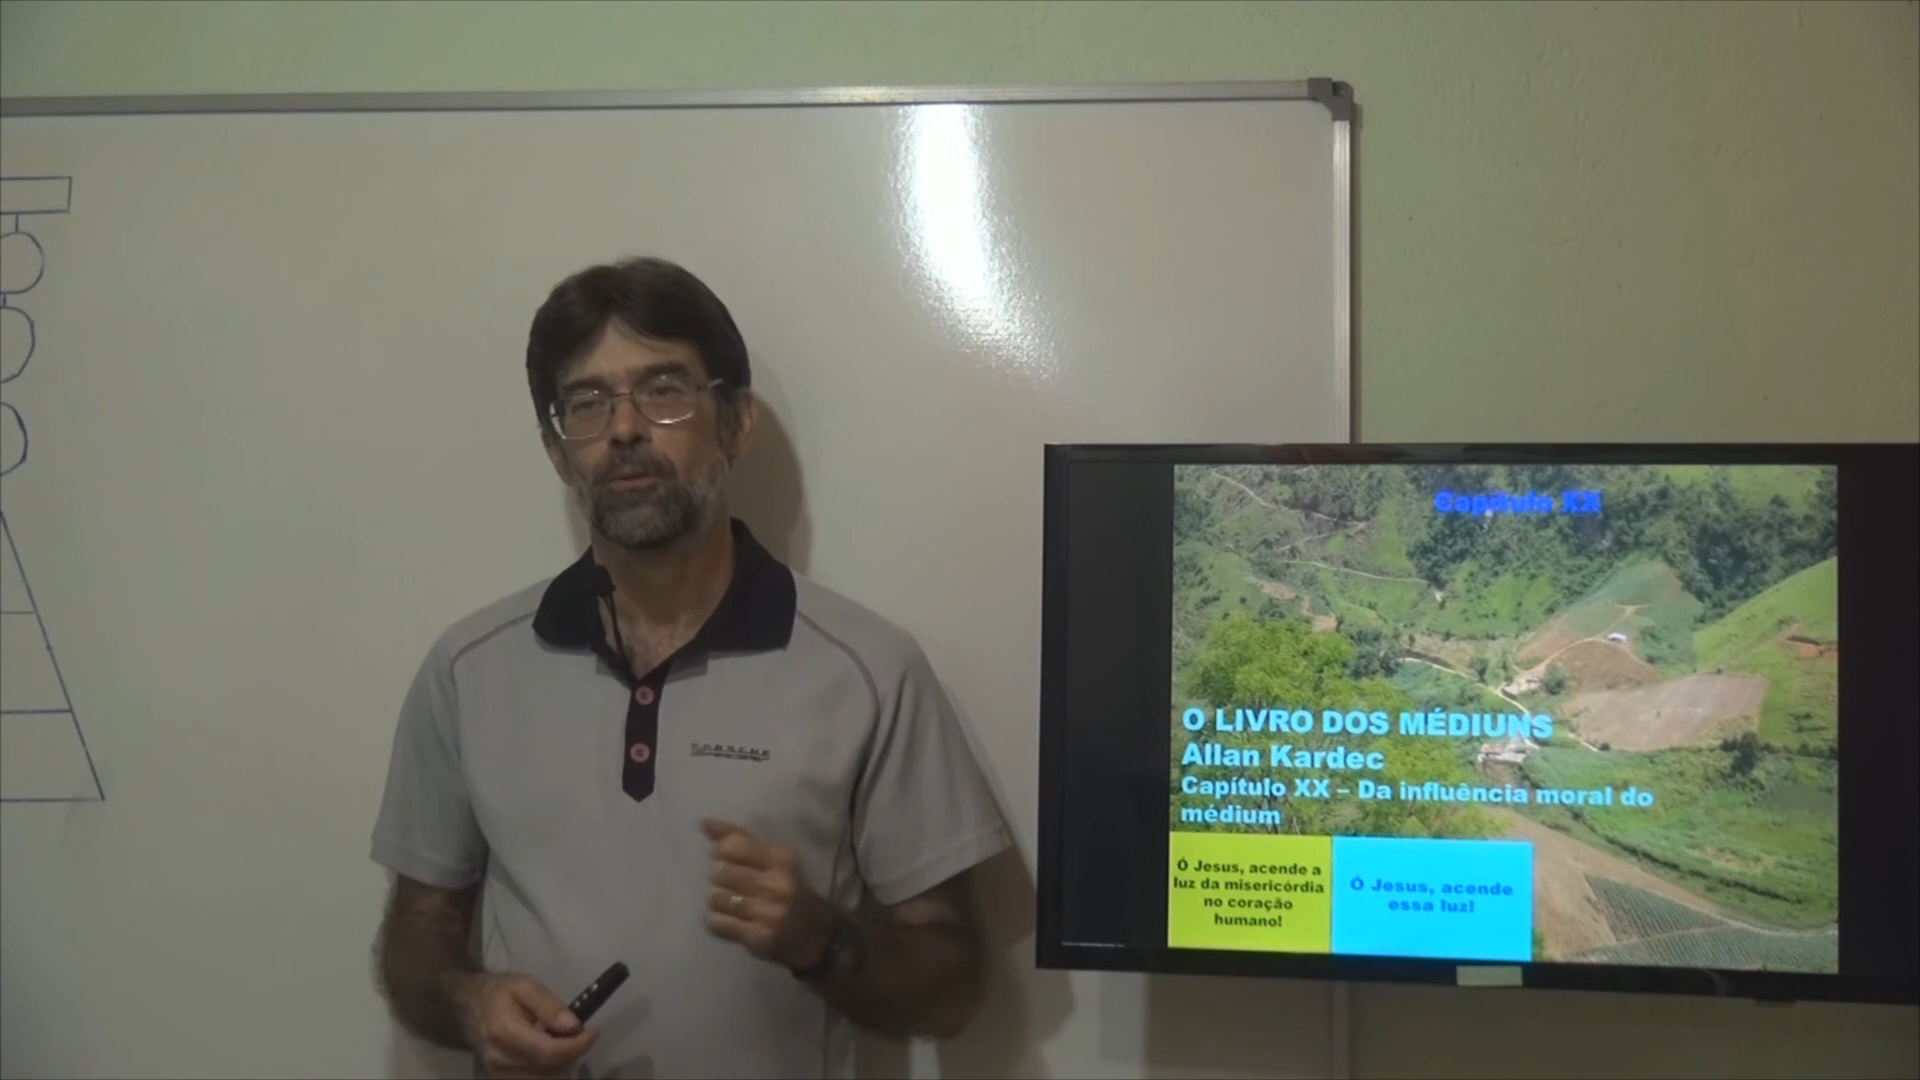 Capítulo XX
O LIVRO DOS MÉDIUNS
Allan Kardec
Capítulo XX – Da influência moral do
médium
Ó Jesus, acende a
luz da misericórdia
no coração
humano!
Ó Jesus, acende
essa luz!
PORSCHE